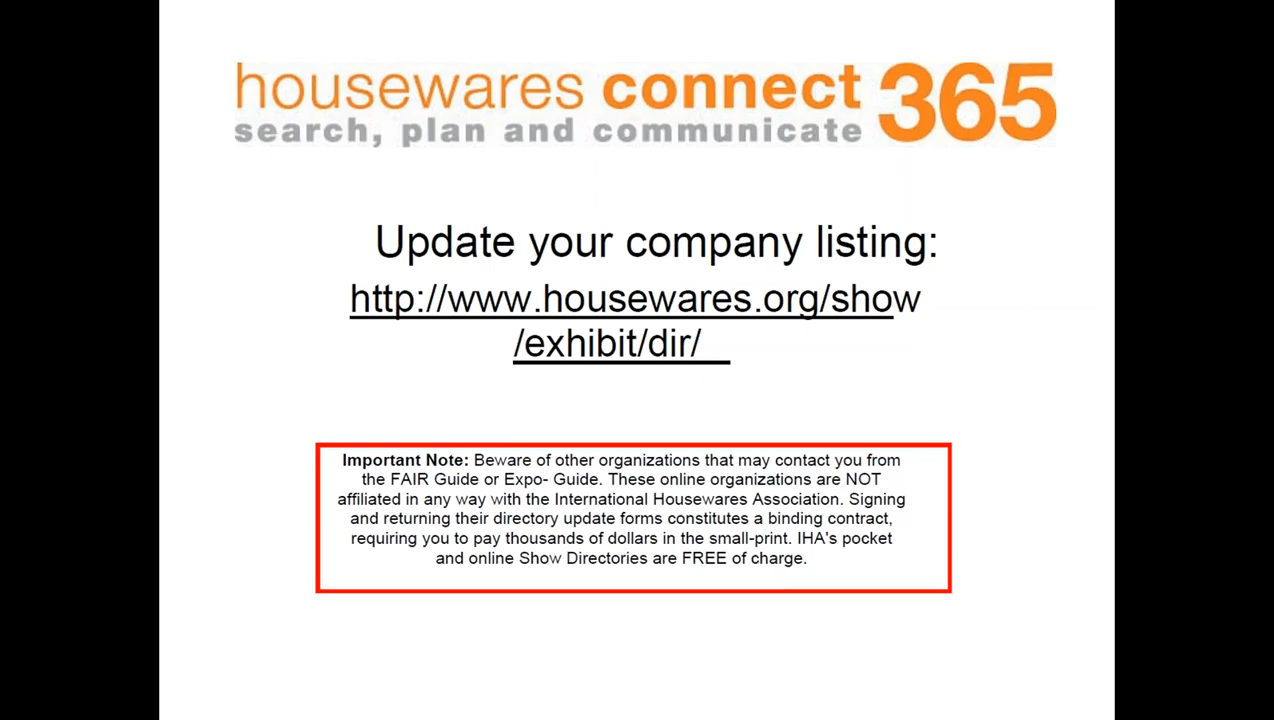 housewares connect 365
search, plan and communicate
Update your company listing:
http://www.housewares.org/show
/exhibit/dir/
Important Note: Beware of other organizations that may contact you from
the FAIR Guide or Expo- Guide. These online organizations are NOT
affiliated in any way with the International Housewares Association. Signing
and returning their directory update forms constitutes a binding contract,
requiring you to pay thousands of dollars in the small-print. IHA's pocket
and online Show Directories are FREE of charge.